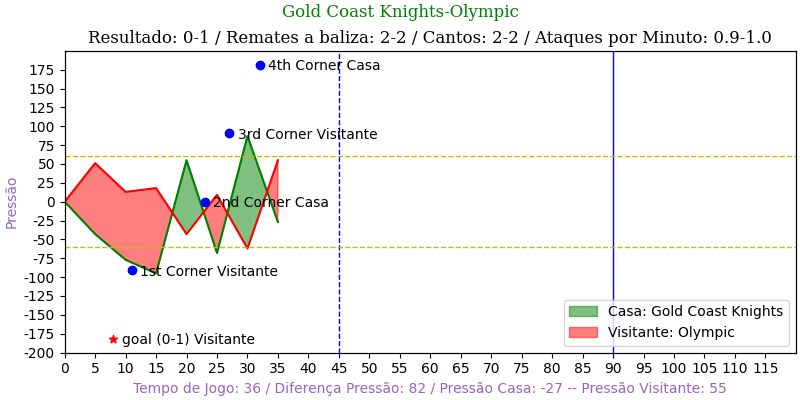 Gold Coast Knights-Olympic
Resultado: 0-1 / Remates a baliza: 2-2 / Cantos: 2-2 / Ataques por Minuto: 0.9-1.0
Pressão
175
150
125
100
75
50
25
0
-25
-50
-75
-100
-125
-150
-175
-200
4th Corner Casa
3rd Corner Visitante
2nd Corner Casa
1st Corner Visitante
goal (0-1) Visitante
Casa: Gold Coast Knights
Visitante: Olympic
0 5 10 15 20 25 30 35 40 45 50 55 60 65 70 75 80 85 90 95 100 105 110 115
Tempo de Jogo: 36 / Diferença Pressão: 82 / Pressão Casa: -27 -- Pressão Visitante: 55